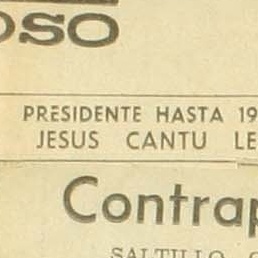 OSO
PRESIDENTE HASTA 19
JESUS CANTU LE
Contrap
SALTILLO, C